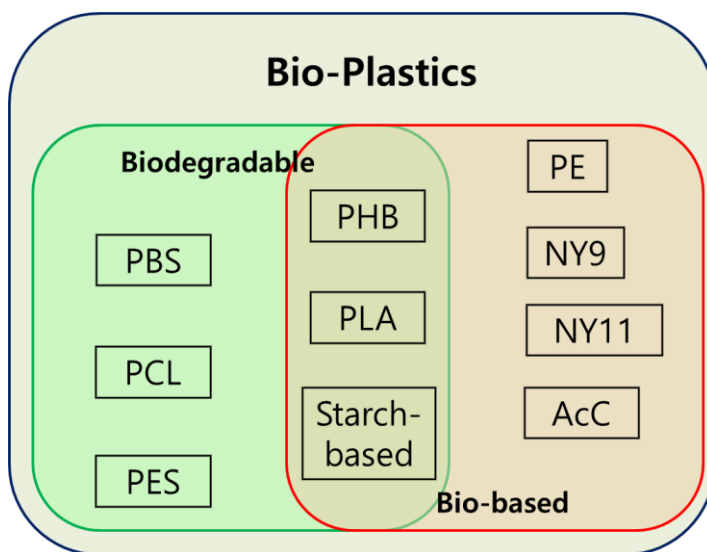 Bio-Plastics
Biodegradable
PBS
PCL
PES
PHB
PLA
Starch-
based
PE
NY9
NY11
AcC
Bio-based